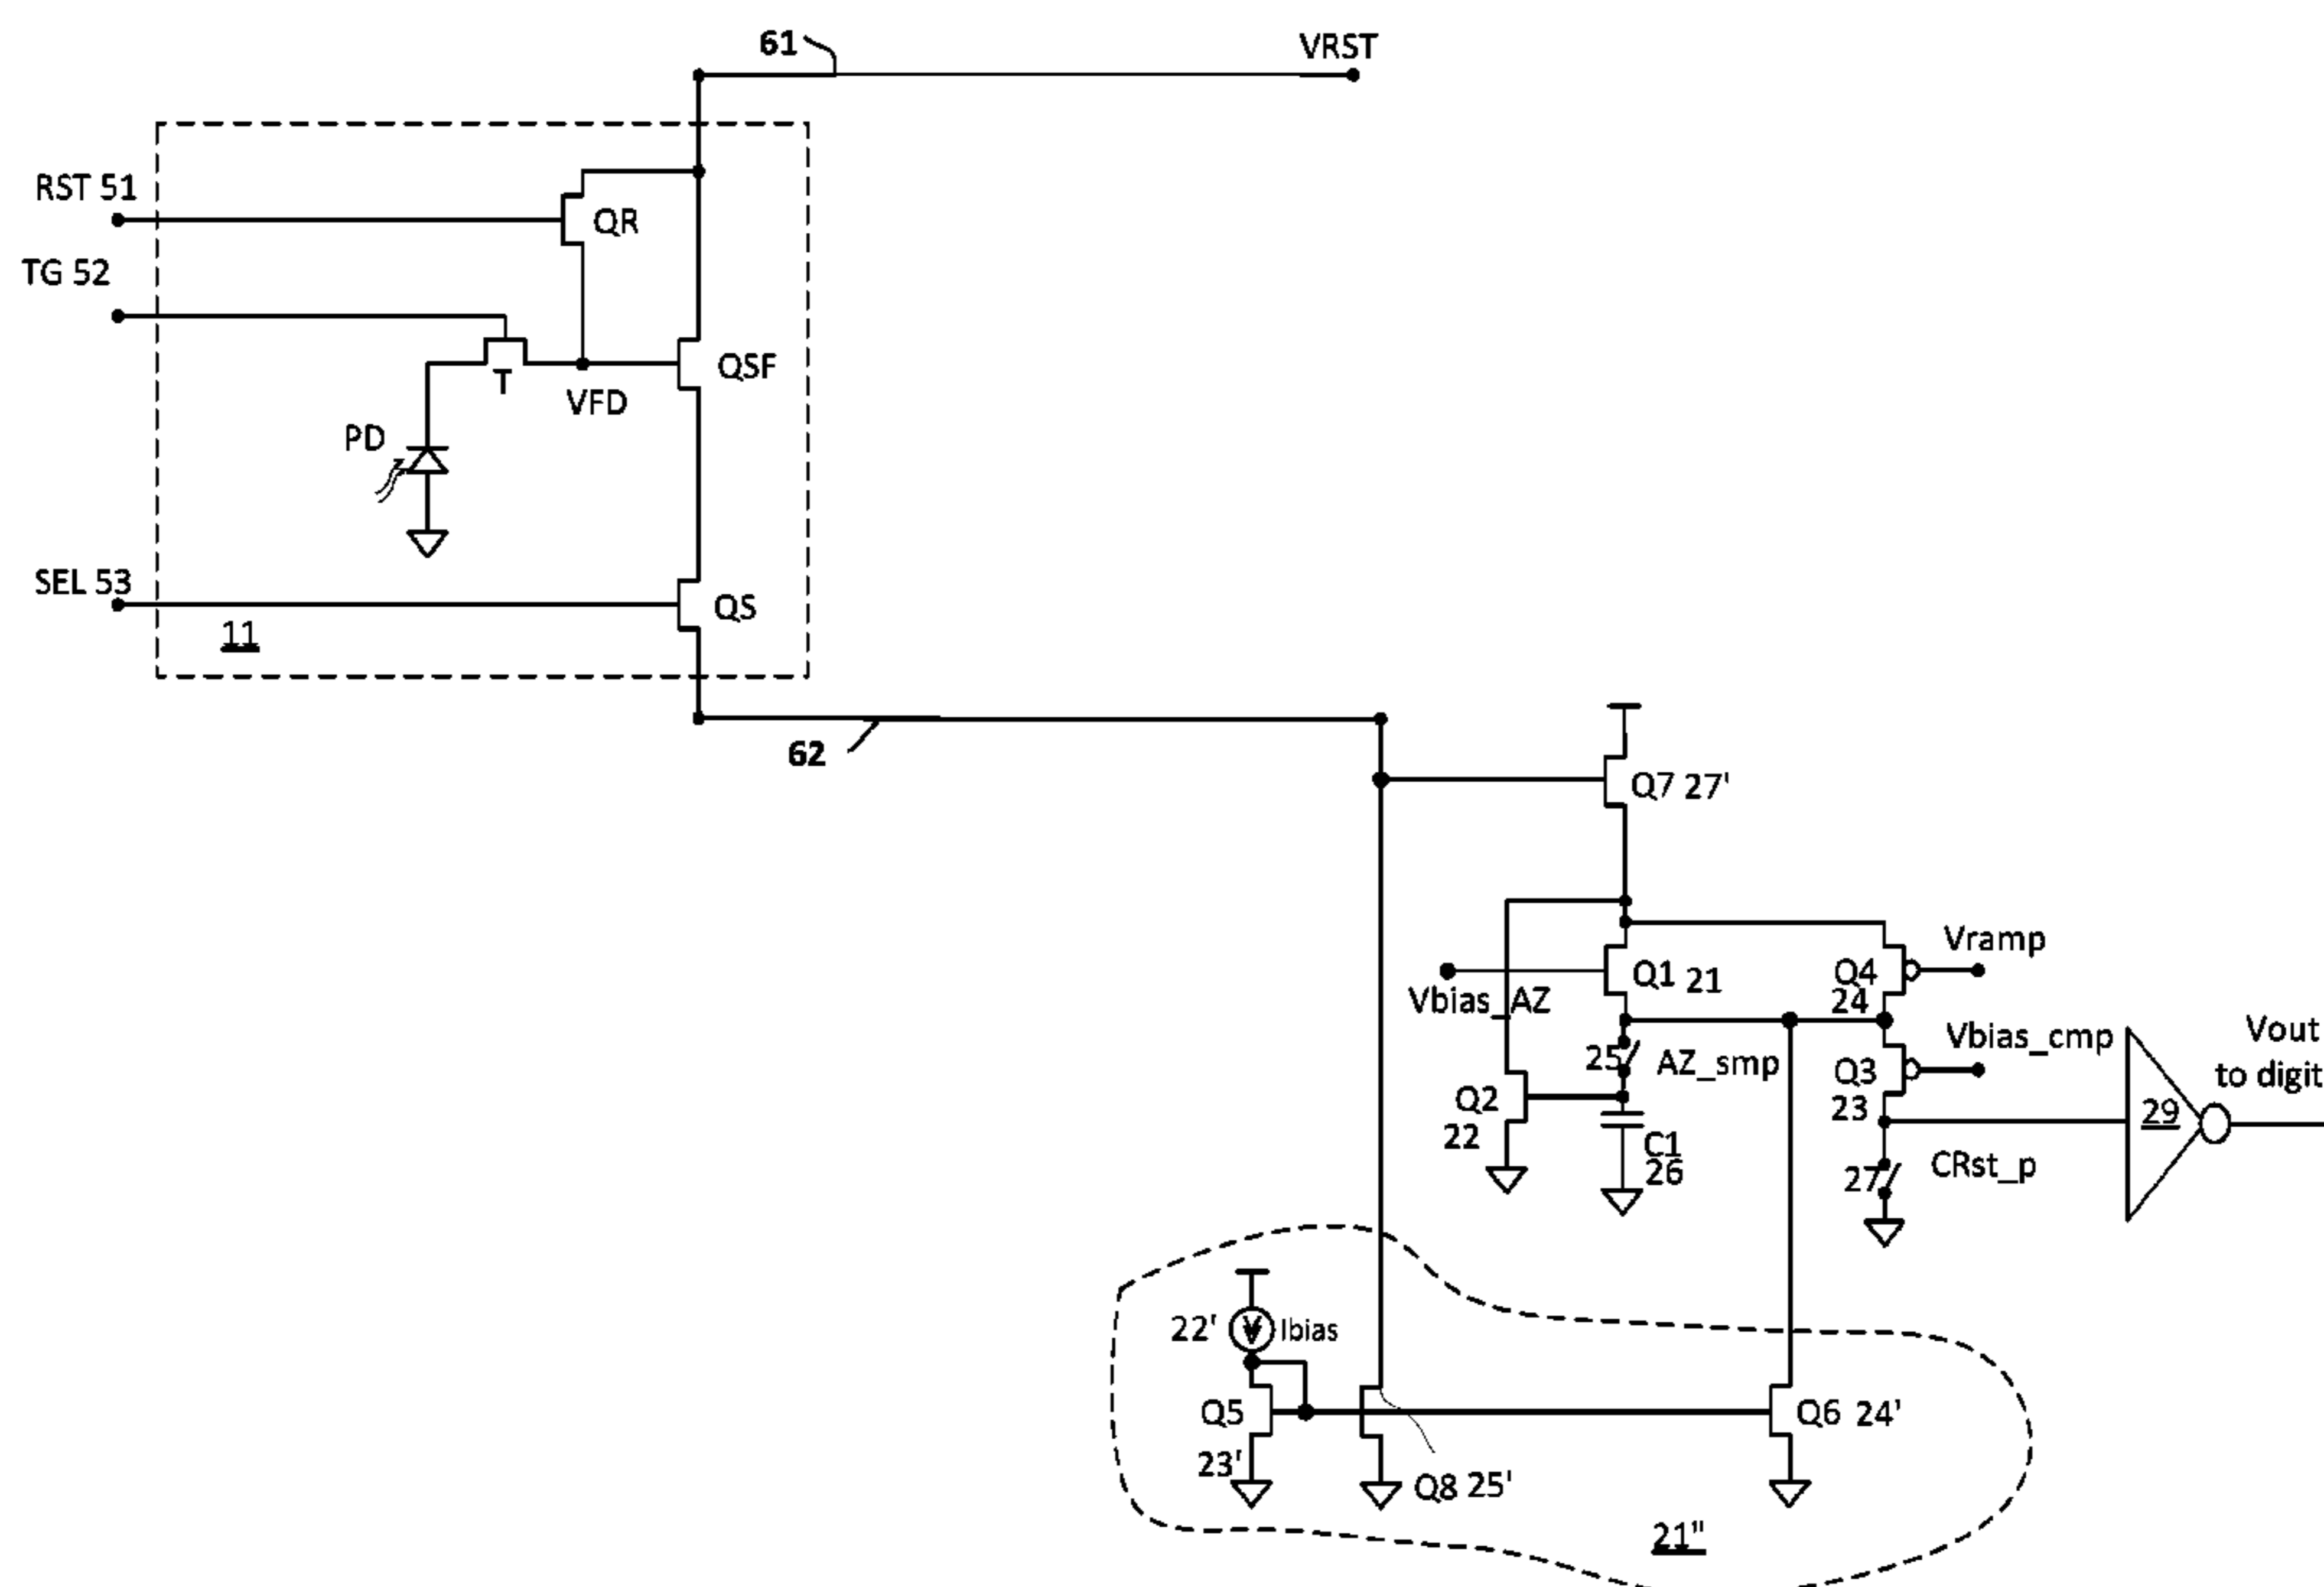 61
VRST
RST 51
QR
TG 52
QSF
T
VFD
PD
SEL 53
QS
11
62
Q7 27'
Vramp
Q1 21
Q4
24
Vbias_AZ
Vout
Vbias_cmp
25
AZ_smp
to digit
Q3
Q2
23
29
22
C1
26
27
CRst_p
22'
Ibias
Q5
Q6 24'
23'
Q8 25'
21"